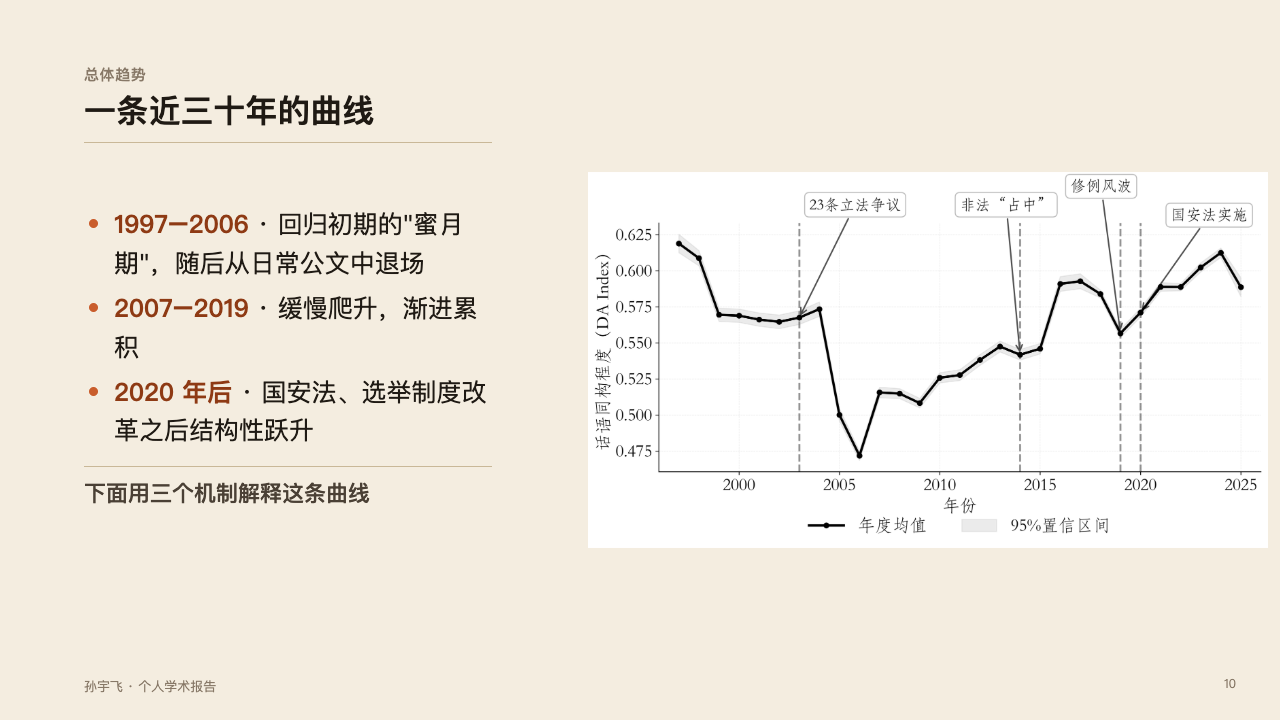 总体趋势
一条近三十年的曲线
1997—2006 · 回归初期的"蜜月
期"，随后从日常公文中退场
2007—2019 · 缓慢爬升，渐进累
积
2020 年后 · 国安法、选举制度改
革之后结构性跃升
下面用三个机制解释这条曲线
修例风波
23条立法争议
非法“占中”
国安法实施
话语同构程度（DA Index）
0.625
0.600
0.575
0.550
0.525
0.500
0.475
2000 2005 2010 2015 2020 2025
年份
年度均值 95%置信区间
孙宇飞 · 个人学术报告
10